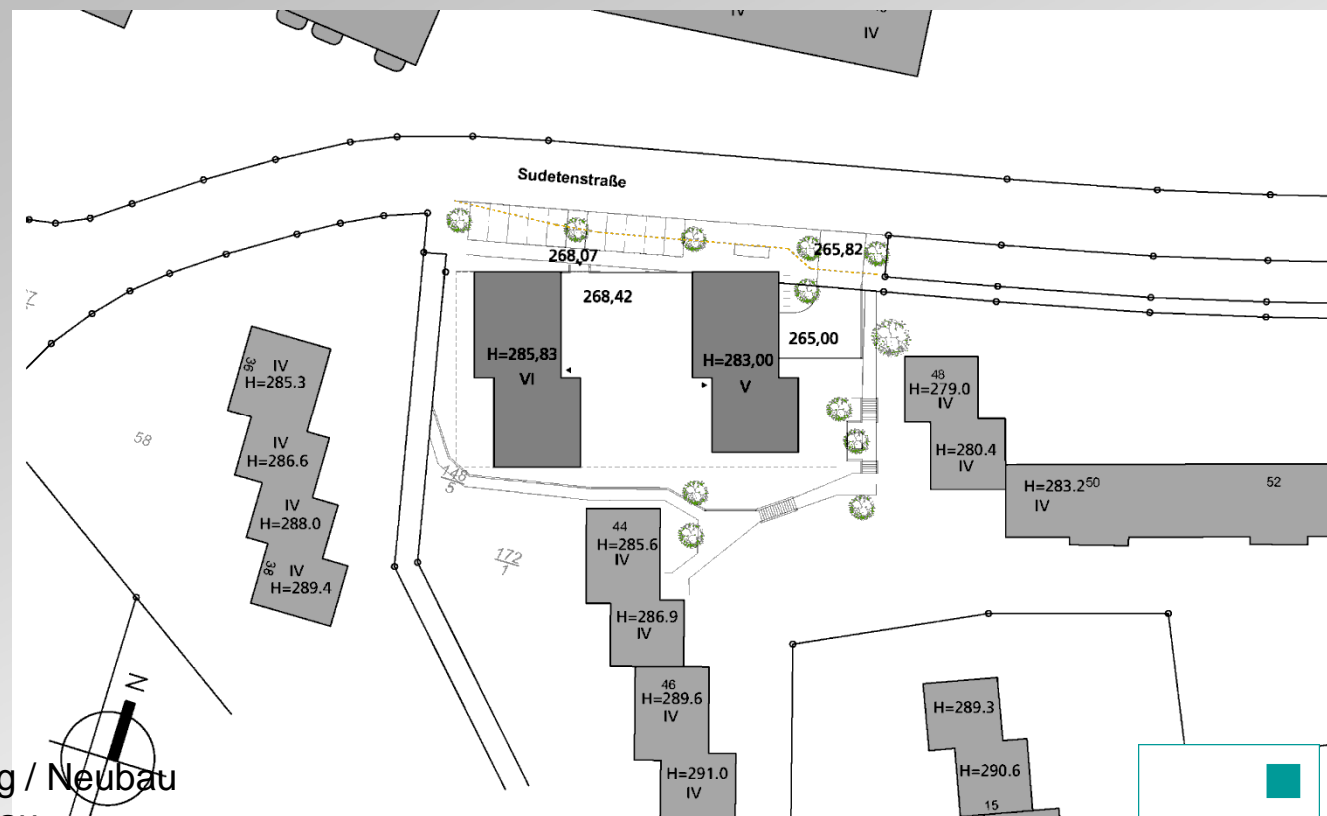 IV
IV
Sudetenstraße
268,07
265,82
268,42
265,00
H=285,83
VI
H=283,00
V
36
IV
H=285.3
IV
H=286.6
IV
H=288.0
IV
38
H=289.4
58
148
5
172
1
48
H=279.0
IV
H=280.4
IV
H=283.2
50
52
IV
44
H=285.6
IV
H=286.9
IV
46
H=289.6
IV
H=291.0
IV
H=289.3
H=290.6
15
N
g / Neubau